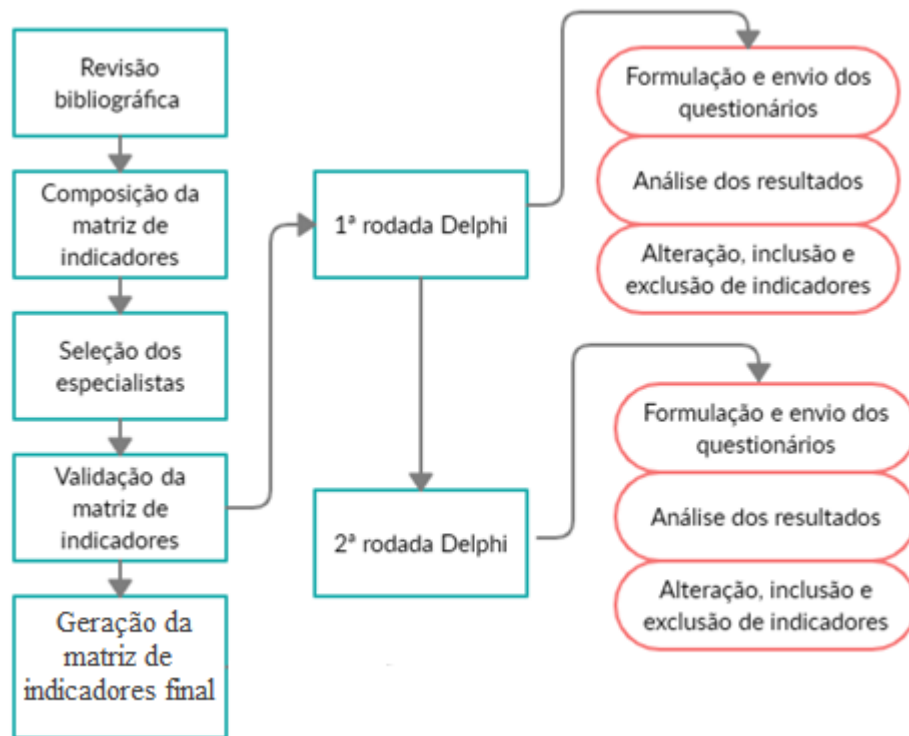 Revisão
bibliográfica
Composição da
matriz de
indicadores
Seleção dos
especialistas
Validação da
matriz de
indicadores
Geração da
matriz de
indicadores final
1ª rodada Delphi
2ª rodada Delphi
Formulação e envio dos
questionários
Análise dos resultados
Alteração, inclusão e
exclusão de indicadores
Formulação e envio dos
questionários
Análise dos resultados
Alteração, inclusão e
exclusão de indicadores